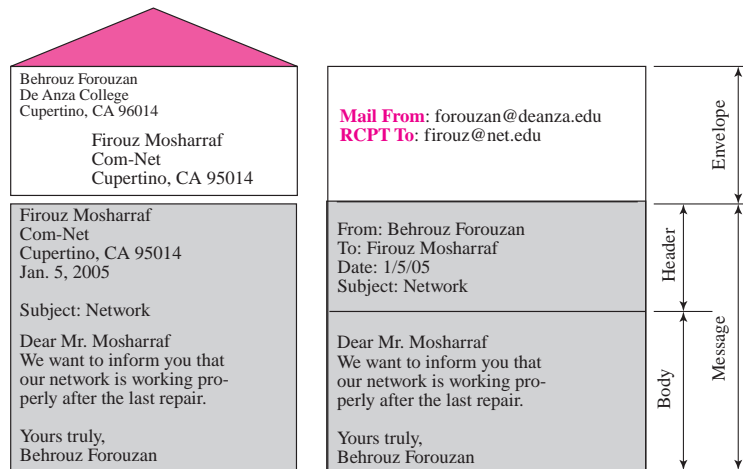 Behrouz Forouzan
De Anza College
Cupertino, CA 96014
Firouz Mosharraf
Com-Net
Cupertino, CA 95014
Firouz Mosharraf
Com-Net
Cupertino, CA 95014
Jan. 5, 2005
Subject: Network
Dear Mr. Mosharraf
We want to inform you that
our network is working pro-
perly after the last repair.
Yours truly,
Behrouz Forouzan
Mail From: forouzan@deanza.edu
RCPT To: firouz@net.edu
From: Behrouz Forouzan
To: Firouz Mosharraf
Date: 1/5/05
Subject: Network
Dear Mr. Mosharraf
We want to inform you that
our network is working pro-
perly after the last repair.
Yours truly,
Behrouz Forouzan
Envelope
Header
Body
Message